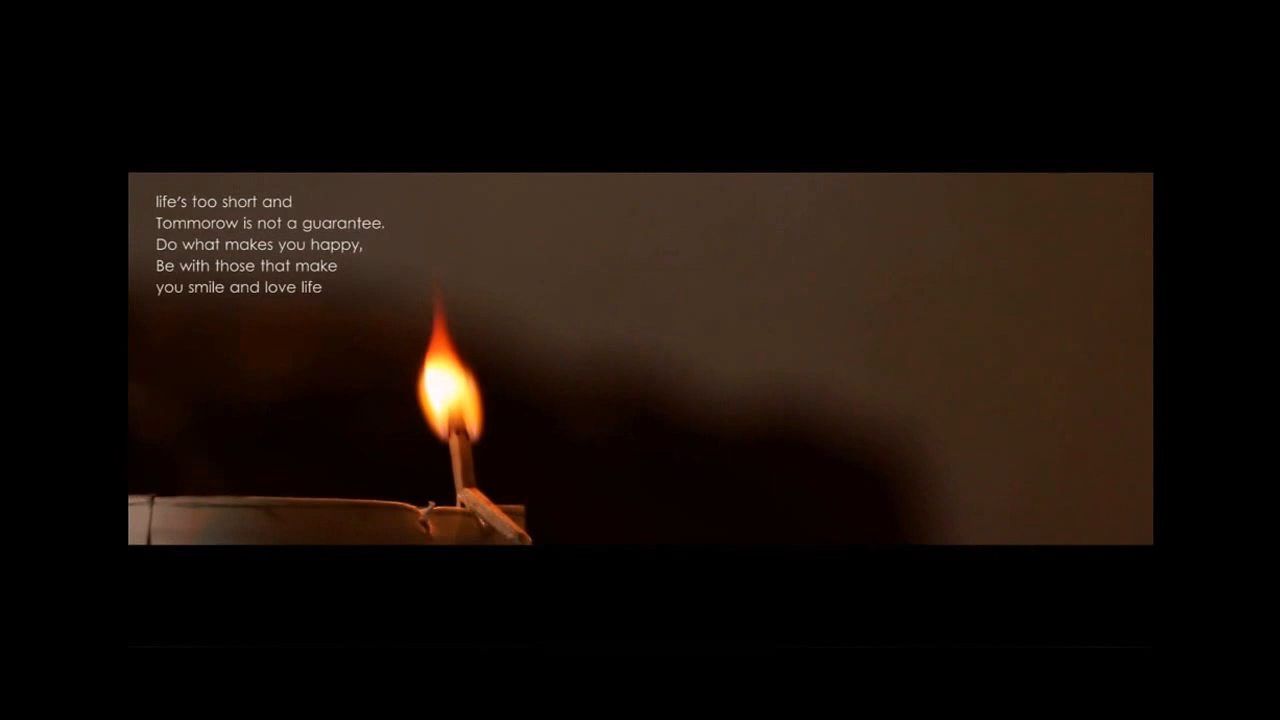 life's too short and
Tommorow is not a guarantee.
Do what makes you happy,
Be with those that make
you smile and love life